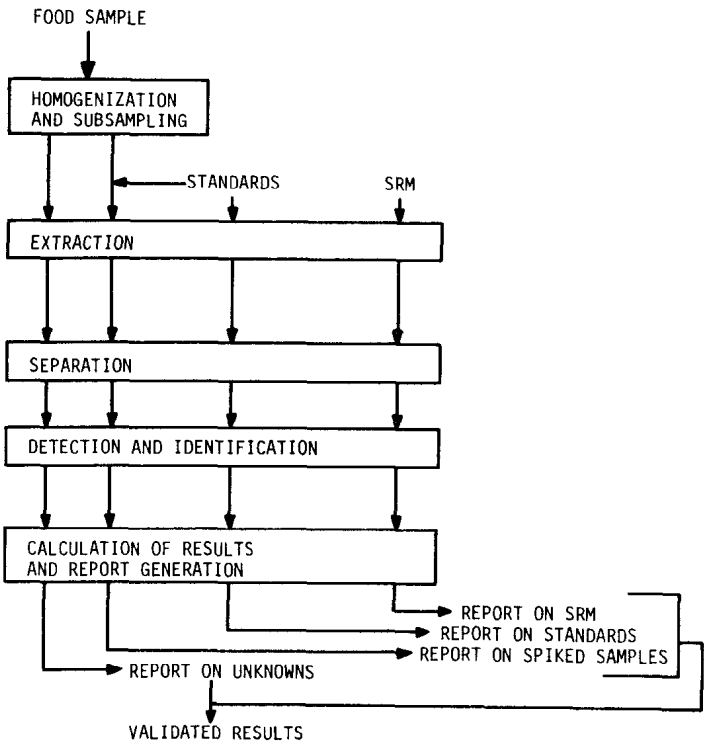 FOOD SAMPLE
HOMOGENIZATION
AND SUBSAMPLING
STANDARDS
SRM
EXTRACTION
SEPARATION
DETECTION AND IDENTIFICATION
CALCULATION OF RESULTS
AND REPORT GENERATION
REPORT ON SRM
REPORT ON STANDARDS
REPORT ON SPIKED SAMPLES
REPORT ON UNKNOWNS
VALIDATED RESULTS